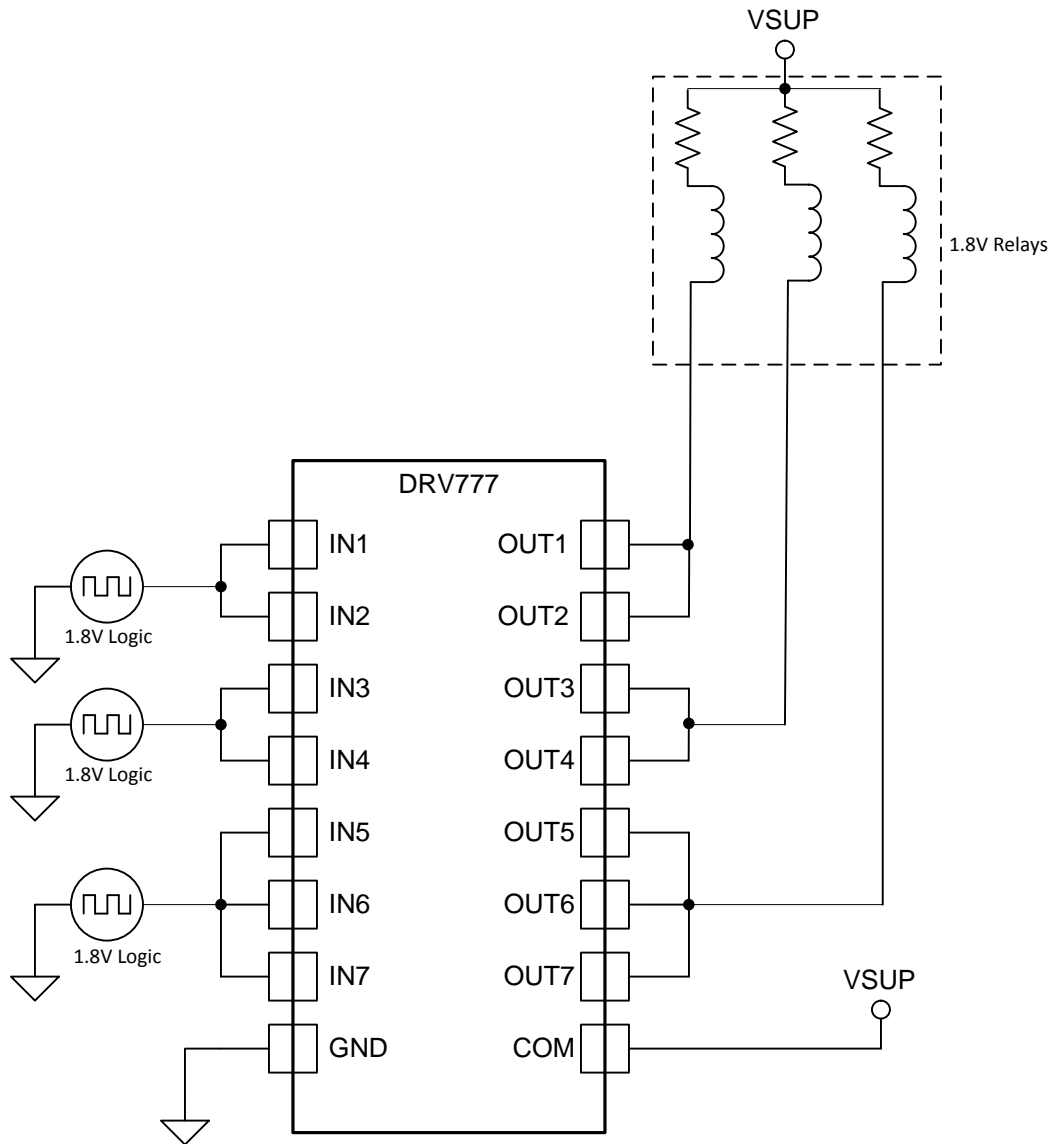 VSUP
1.8V Relays
DRV777
IN1
OUT1
IN2
OUT2
1.8V Logic
IN3
OUT3
IN4
OUT4
1.8V Logic
IN5
OUT5
IN6
OUT6
1.8V Logic
IN7
OUT7
VSUP
GND
COM